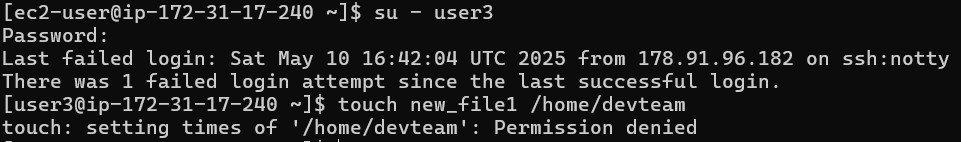 [ec2-user@ip-172-31-17-240 ~]$ su - user3
Password:
Last failed login: Sat May 10 16:42:04 UTC 2025 from 178.91.96.182 on ssh:notty
There was 1 failed login attempt since the last successful login.
[user3@ip-172-31-17-240 ~]$ touch new_file1 /home/devteam
touch: setting times of '/home/devteam': Permission denied